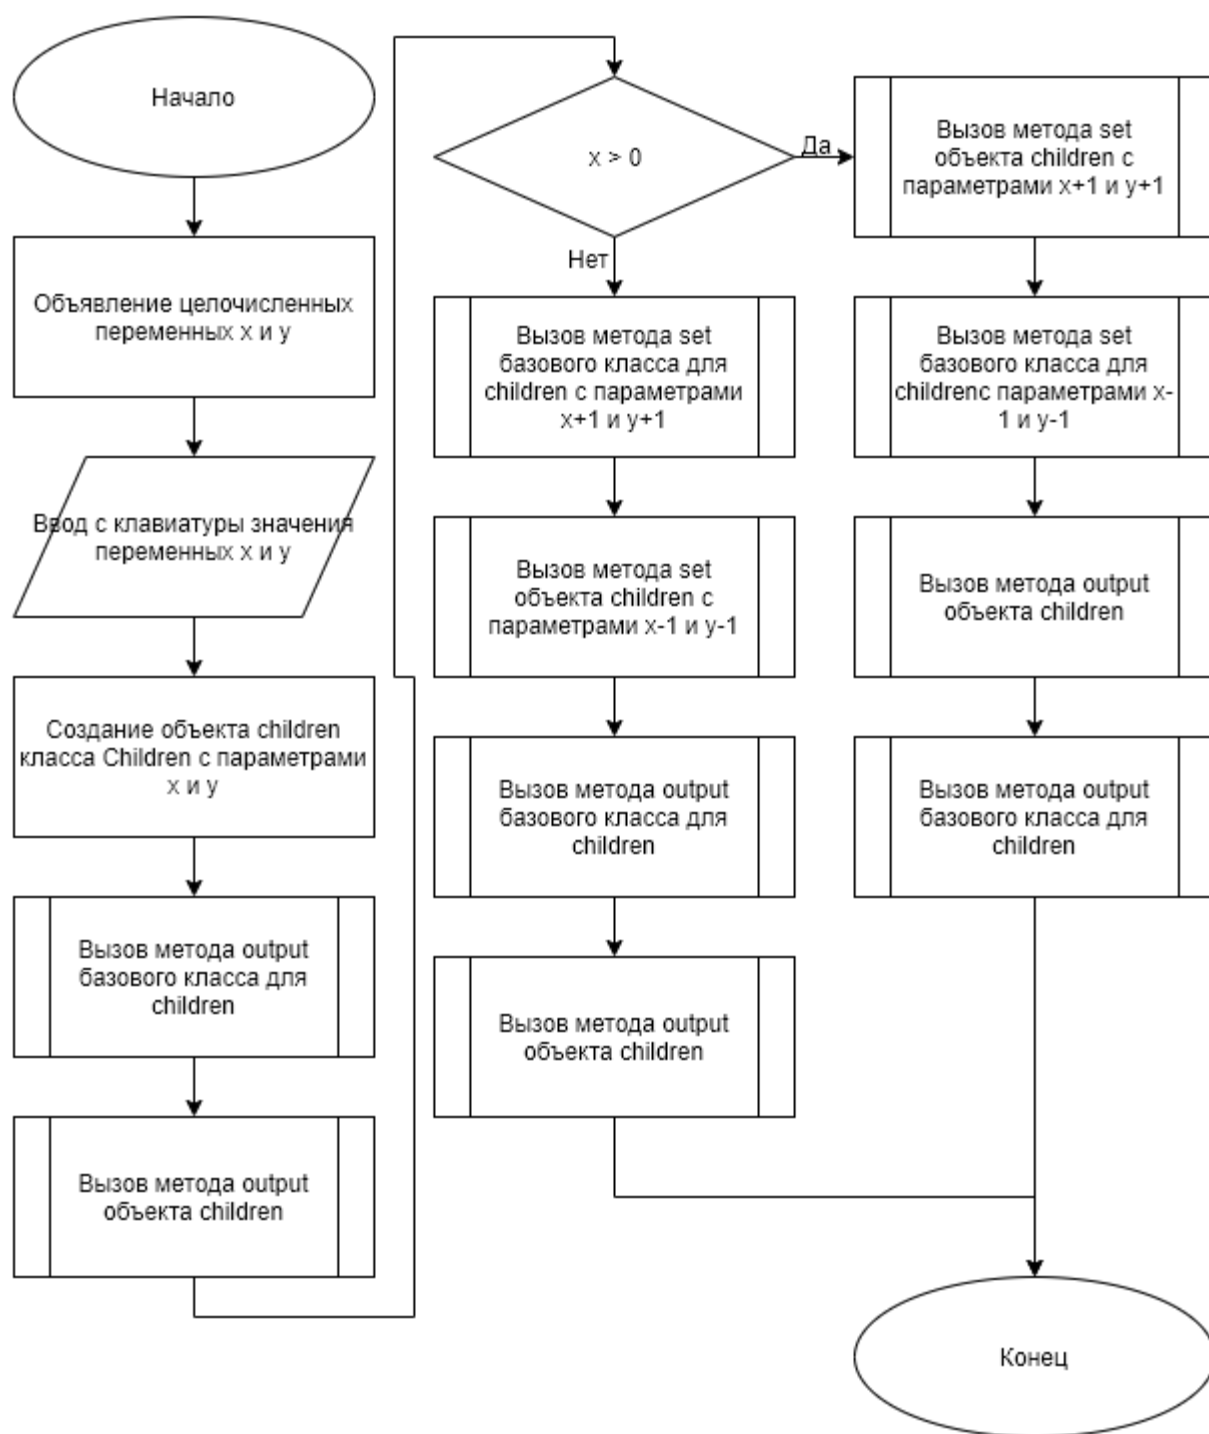 Начало
Объявление целочисленных
переменных x и y
Ввод с клавиатуры значения
переменных x и y
Создание объекта children
класса Children с параметрами
x и y
Вызов метода output
базового класса для
children
Вызов метода output
объекта children
x > 0
Да
Нет
Вызов метода set
базового класса для
children с параметрами
x+1 и y+1
Вызов метода set
объекта children с
параметрами x-1 и y-1
Вызов метода output
базового класса для
children
Вызов метода output
объекта children
Вызов метода set
объекта children с
параметрами x+1 и y+1
Вызов метода set
базового класса для
childrenс параметрами x-
1 и y-1
Вызов метода output
объекта children
Вызов метода output
базового класса для
children
Конец